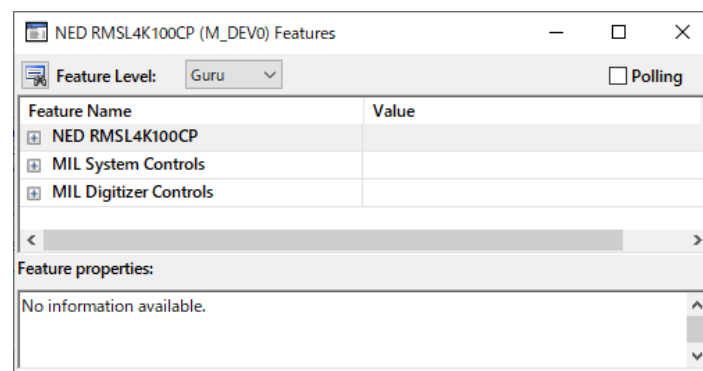 NED RMSL4K100CP (M_DEV0) Features
Feature Level: Guru Polling
Feature Name Value
NED RMSL4K100CP
MIL System Controls
MIL Digitizer Controls
Feature properties:
No information available.